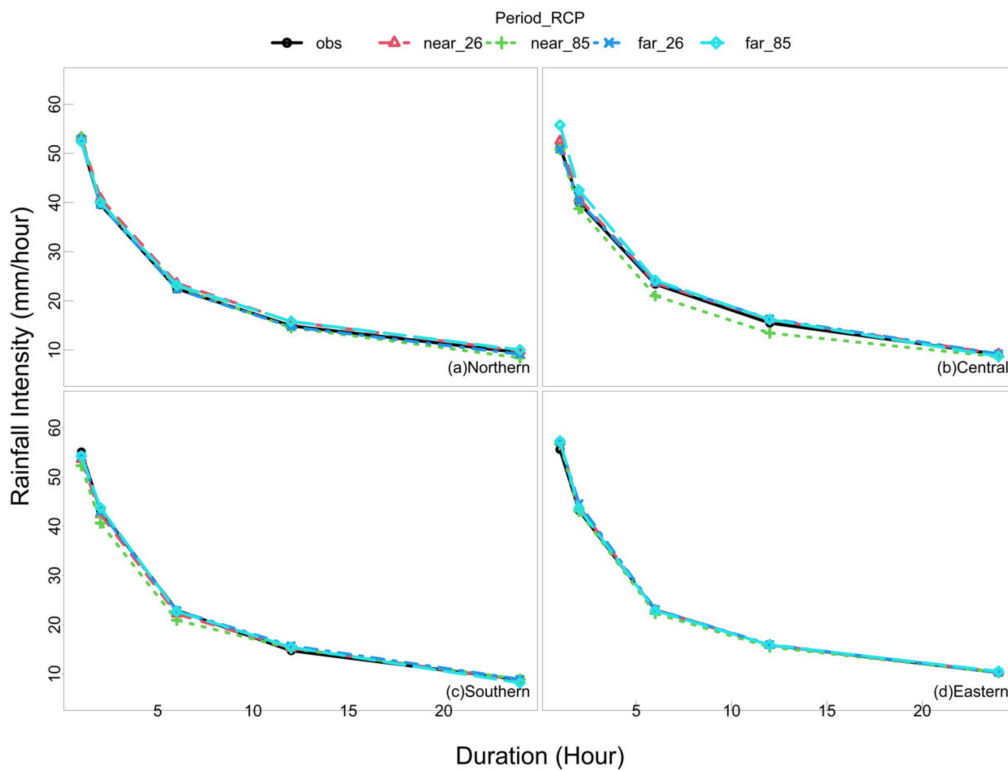 Period_RCP
obs near_26 near_85 far_26 far_85
Rainfall Intensity (mm/hour)
60
50
40
30
20
10
(a)Northern
(b)Central
60
50
40
30
20
10
(c)Southern
(d)Eastern
5 10 15 20 5 10 15 20
Duration (Hour)